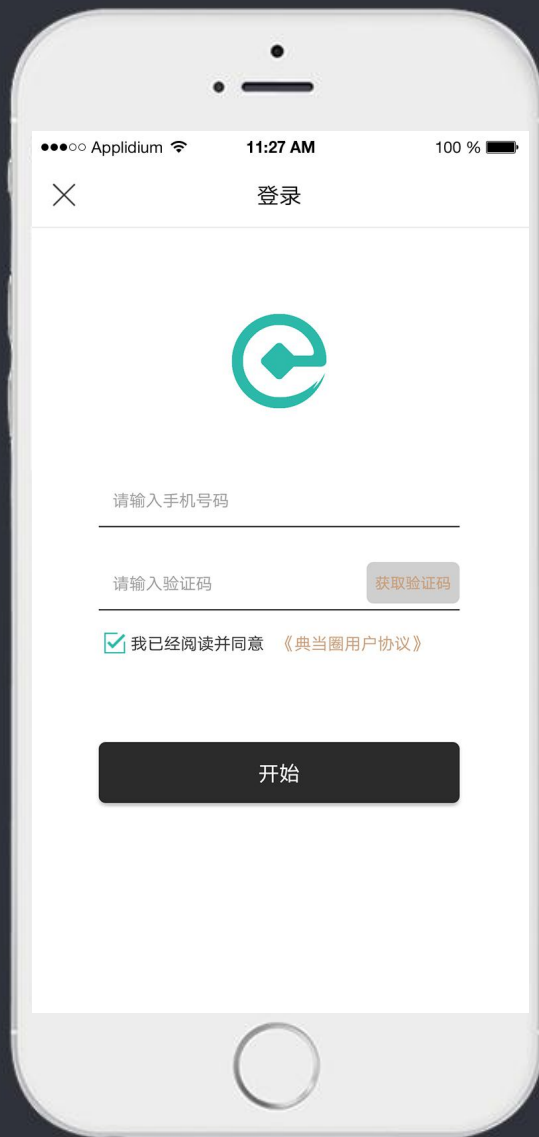 Applidium 11:27 AM 100 %
登录
请输入手机号码
请输入验证码 获取验证码
我已经阅读并同意 《典当圈用户协议》
开始